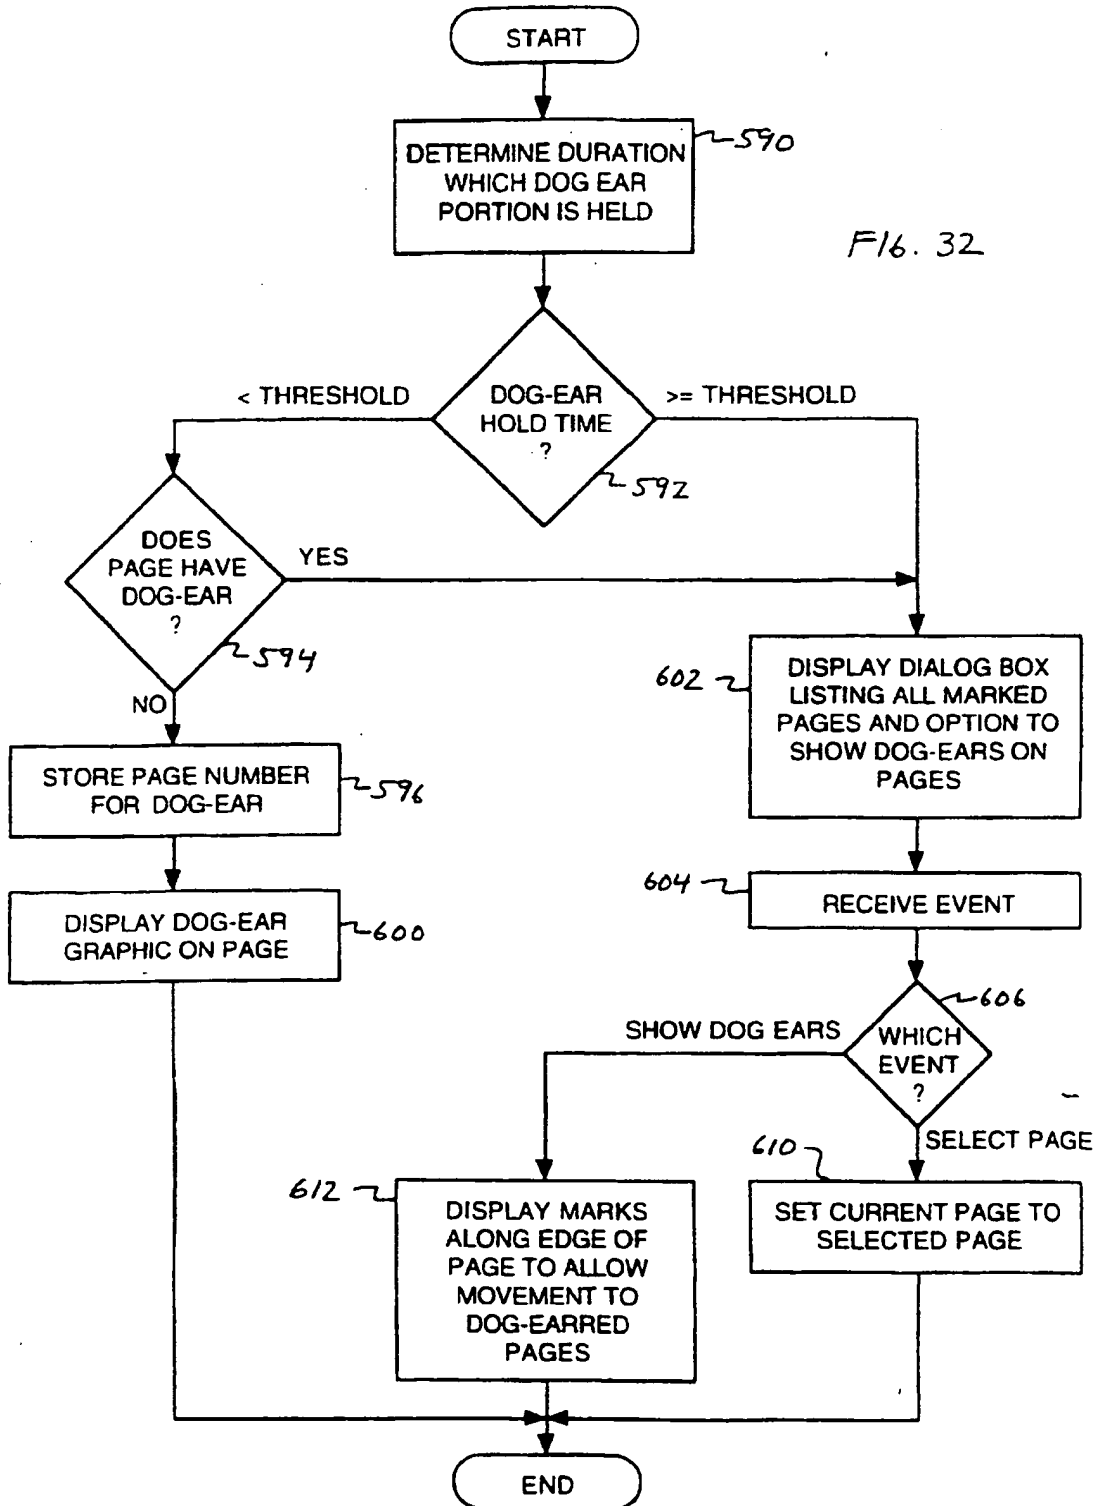 START
DETERMINE DURATION
WHICH DOG EAR
PORTION IS HELD
590
FIG. 32
< THRESHOLD
DOG-EAR
HOLD TIME
?
>= THRESHOLD
592
DOES
PAGE HAVE
DOG-EAR
?
YES
594
NO
602
DISPLAY DIALOG BOX
LISTING ALL MARKED
PAGES AND OPTION TO
SHOW DOG-EARS ON
PAGES
STORE PAGE NUMBER
FOR DOG-EAR
596
604
RECEIVE EVENT
DISPLAY DOG-EAR
GRAPHIC ON PAGE
600
606
SHOW DOG EARS
WHICH
EVENT
?
SELECT PAGE
610
612
DISPLAY MARKS
ALONG EDGE OF
PAGE TO ALLOW
MOVEMENT TO
DOG-EARRED
PAGES
SET CURRENT PAGE TO
SELECTED PAGE
END